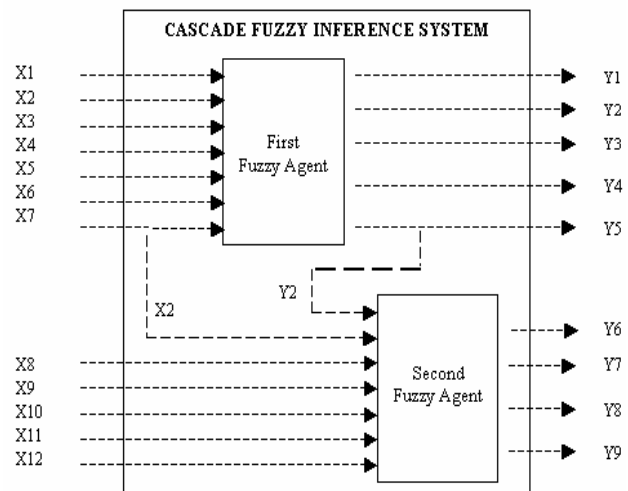 CASCADE FUZZY INFERENCE SYSTEM
X1
X2
X3
X4
X5
X6
X7
First
Fuzzy Agent
Y1
Y2
Y3
Y4
Y5
X2
Y2
X8
X9
X10
X11
X12
Second
Fuzzy Agent
Y6
Y7
Y8
Y9